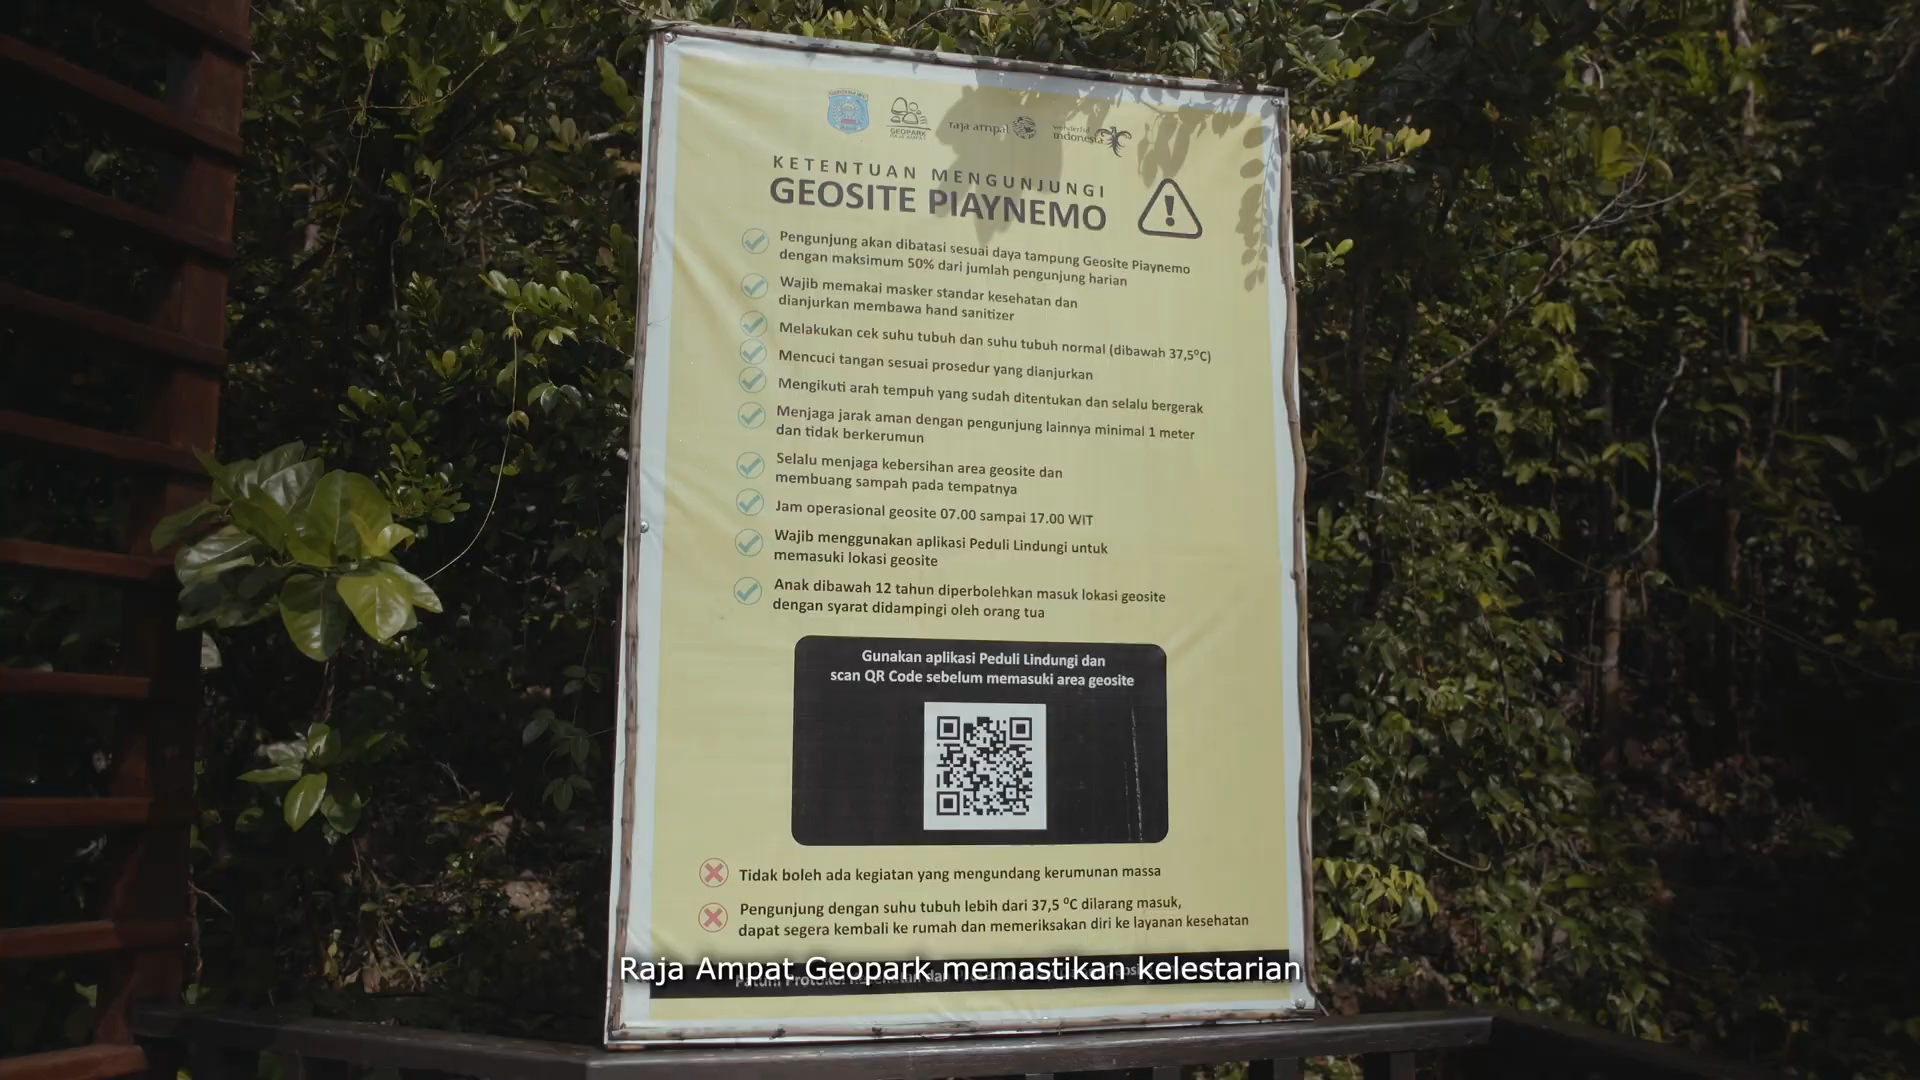 GEOPARK
RAJA AMPAT
raja ampat
wonderful
indonesia
KETENTUAN MENGUNJUNGI
GEOSITE PIAYNEMO
Pengunjung akan dibatasi sesuai daya tampung Geosite Piaynemo
dengan maksimum 50% dari jumlah pengunjung harian
Wajib memakai masker standar kesehatan dan
dianjurkan membawa hand sanitizer
Melakukan cek suhu tubuh dan suhu tubuh normal (dibawah 37,5°C)
Mencuci tangan sesuai prosedur yang dianjurkan
Mengikuti arah tempuh yang sudah ditentukan dan selalu bergerak
Menjaga jarak aman dengan pengunjung lainnya minimal 1 meter
dan tidak berkerumun
Selalu menjaga kebersihan area geosite dan
membuang sampah pada tempatnya
Jam operasional geosite 07.00 sampai 17.00 WIT
Wajib menggunakan aplikasi Peduli Lindungi untuk
memasuki lokasi geosite
Anak dibawah 12 tahun diperbolehkan masuk lokasi geosite
dengan syarat didampingi oleh orang tua
Gunakan aplikasi Peduli Lindungi dan
scan QR Code sebelum memasuki area geosite
Tidak boleh ada kegiatan yang mengundang kerumunan massa
Pengunjung dengan suhu tubuh lebih dari 37,5 °C dilarang masuk,
dapat segera kembali ke rumah dan memeriksakan diri ke layanan kesehatan
Raja Ampat Geopark memastikan kelestarian